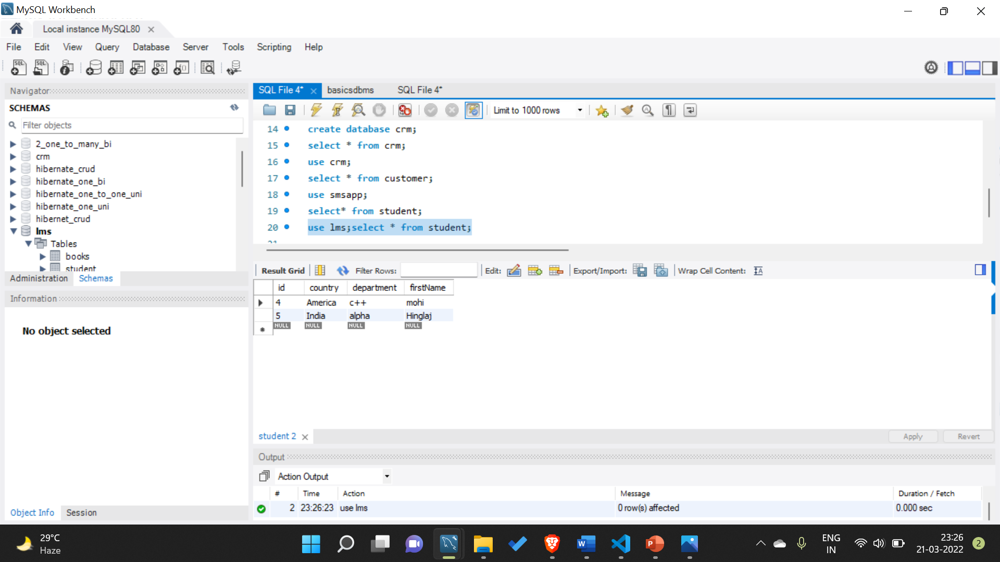 MySQL Workbench
Local instance MySQL80
File Edit View Query Database Server Tools Scripting Help
Navigator
SCHEMAS
Filter objects
2_one_to_many_bi
crm
hibernate_crud
hibernate_one_bi
hibernate_one_to_one_uni
hibernate_one_uni
hibernet_crud
lms
Tables
books
student
Administration Schemas
Information
No object selected
Object Info Session
SQL File 4* basicsdbms SQL File 4*
Limit to 1000 rows
14 create database crm;
15 select * from crm;
16 use crm;
17 select * from customer;
18 use smsapp;
19 select* from student;
20 use lms;select * from student;
21
Result Grid Filter Rows: Edit: Export/Import: Wrap Cell Content:
id country department firstName
4 America c++ mohi
5 India alpha Hinglaj
NULL NULL NULL NULL
student 2
Apply Revert
Output
Action Output
# Time Action Message Duration / Fetch
2 23:26:23 use lms 0 row(s) affected 0.000 sec
29°C
Haze
ENG
IN
23:26
21-03-2022
2